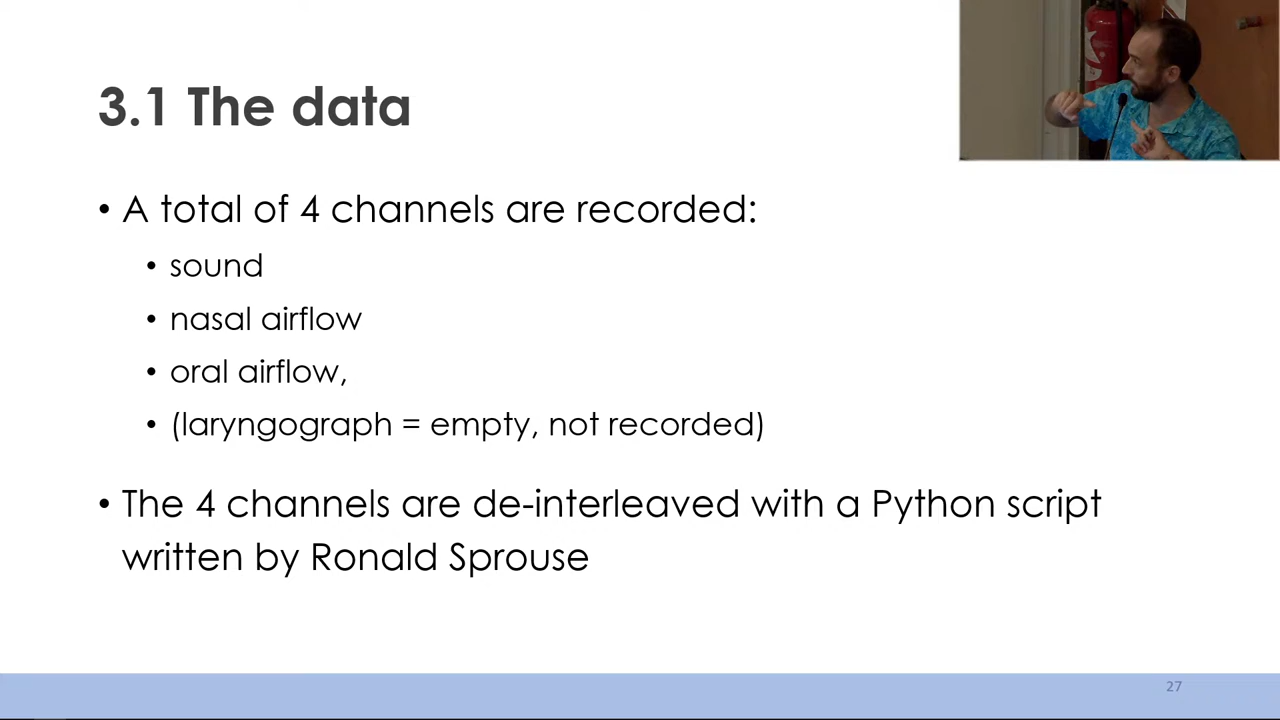 3.1 The data
• A total of 4 channels are recorded:
• sound
• nasal airflow
• oral airflow,
• (laryngograph = empty, not recorded)
• The 4 channels are de-interleaved with a Python script
written by Ronald Sprouse
27